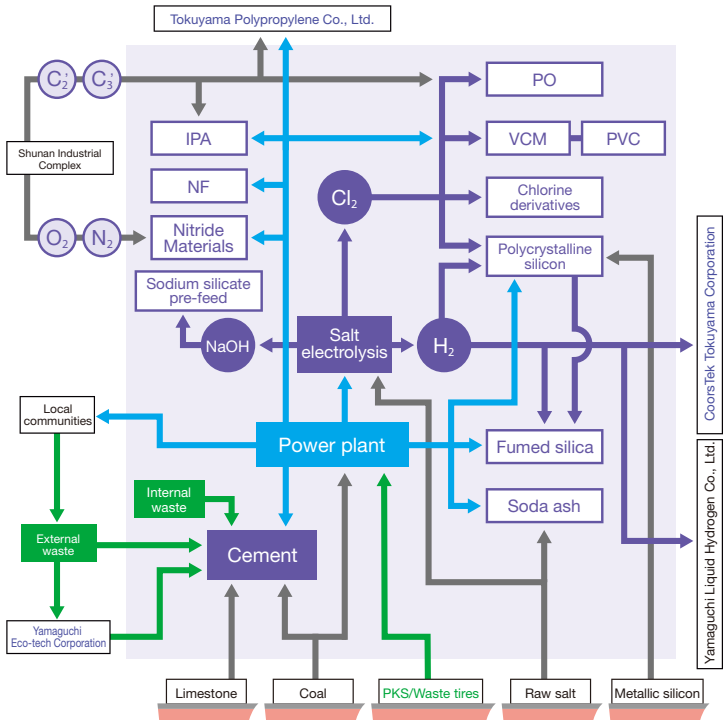 Tokuyama Polypropylene Co., Ltd.
C₂' C₃'
PO
IPA
VCM
PVC
Shunan Industrial
Complex
NF
Cl₂
Chlorine
derivatives
O₂ N₂
Nitride
Materials
Polycrystalline
silicon
Sodium silicate
pre-feed
NaOH
Salt
electrolysis
H₂
CoorsTek Tokuyama Corporation
Local
communities
Power plant
Fumed silica
Internal
waste
Soda ash
External
waste
Cement
Yamaguchi Liquid Hydrogen Co., Ltd.
Yamaguchi
Eco-tech Corporation
Limestone
Coal
PKS/Waste tires
Raw salt
Metallic silicon